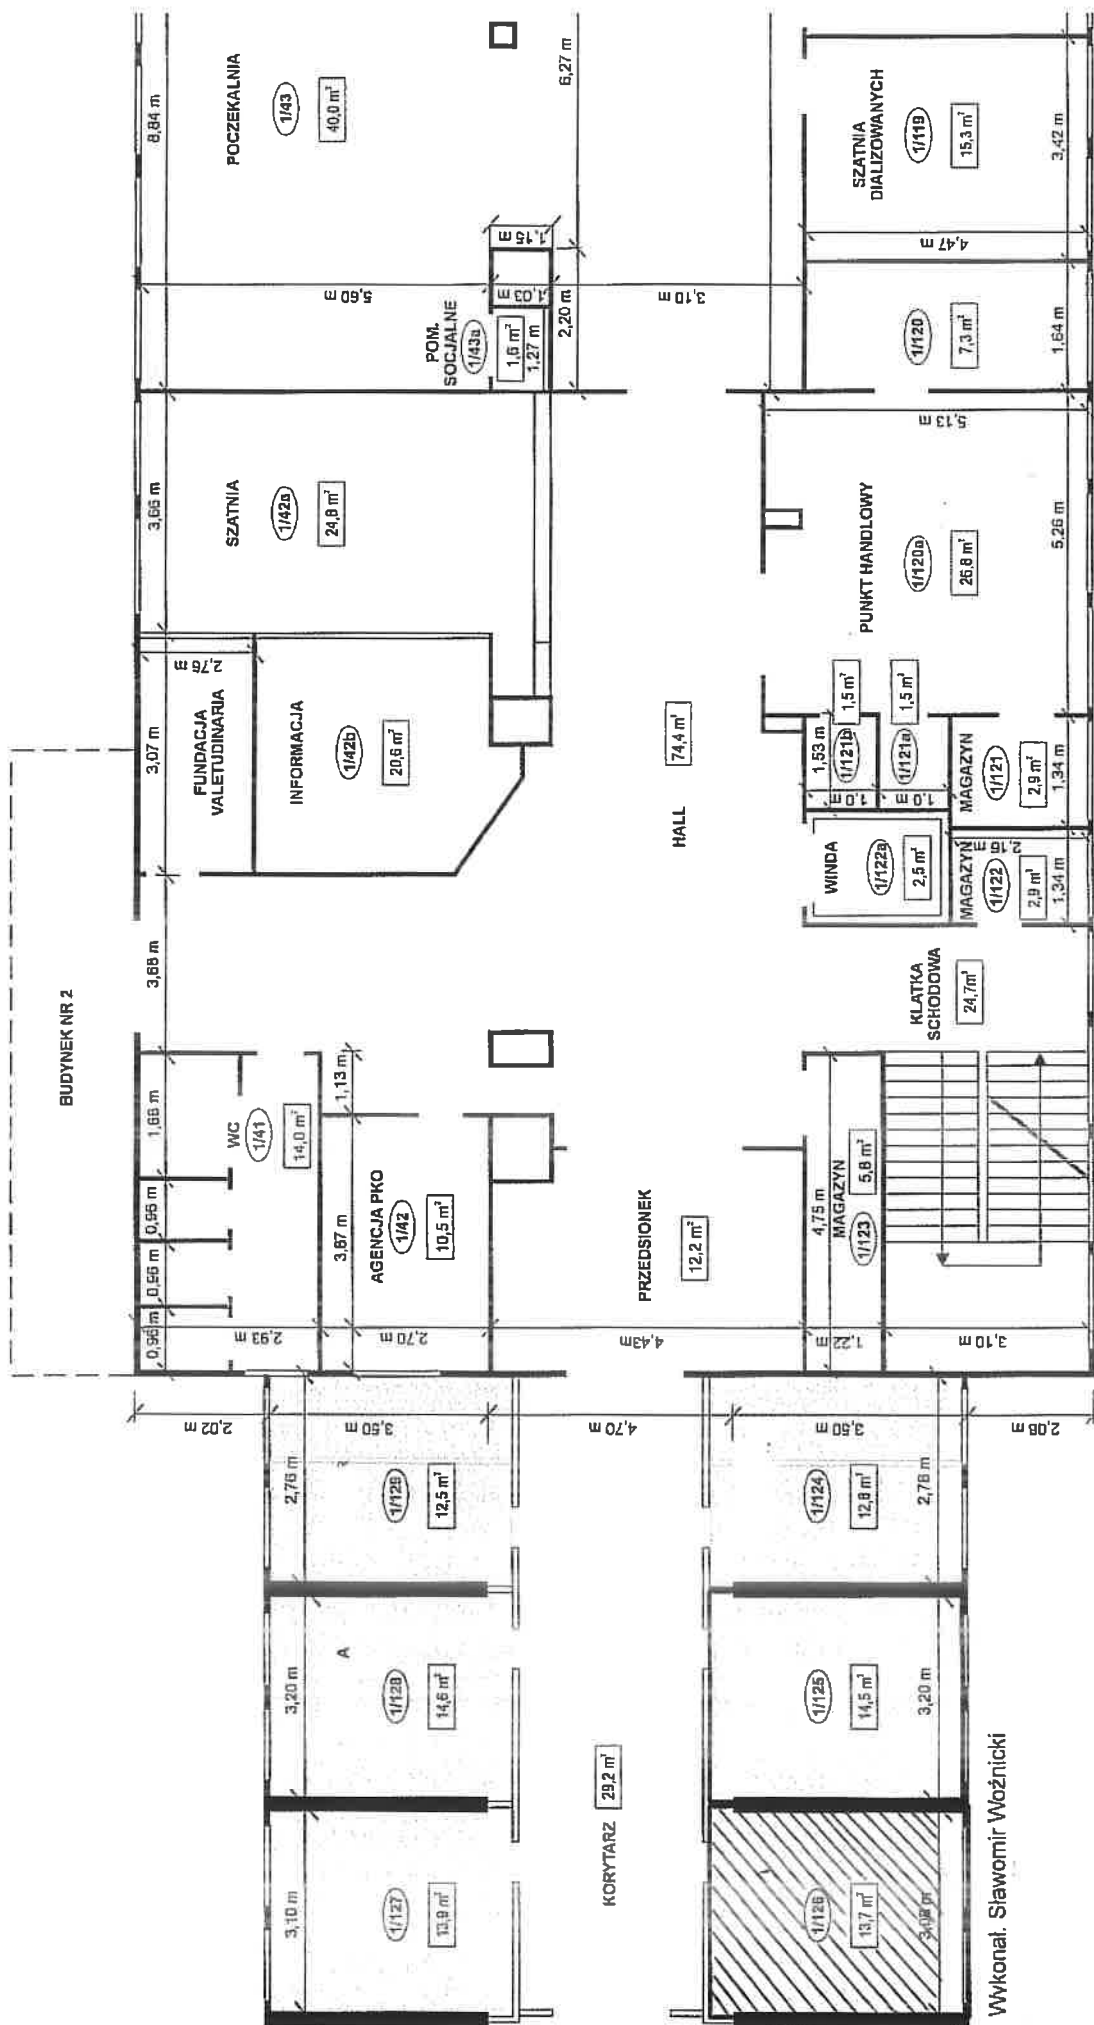 BUDYNEK NR 2
0,96 m
0,96 m
0,96 m
1,68 m
3,68 m
3,07 m
3,66 m
8,84 m
WC
1/41
14,0 m²
2,93 m
1,13 m
3,87 m
AGENCJA PKO
1/42
10,5 m²
2,70 m
FUNDACJA
VALETUDINARIA
2,76 m
INFORMACJA
1/42b
20,6 m²
SZATNIA
1/42a
24,8 m²
POCZEKALNIA
1/43
40,0 m²
5,60 m
POM.
SOCJALNE
1/43a
1,6 m²
1,27 m
1,03 m
1,15 m
2,20 m
6,27 m
3,10 m
HALL
74,4 m²
PRZEDSIONEK
12,2 m²
4,43m
4,75 m
MAGAZYN
1/123
5,8 m²
1,22 m
3,10 m
KLATKA
SCHODOWA
24,7m²
WINDA
1/122a
2,5 m²
MAGAZYN
1/122
2,9 m²
1,34 m
2,16 m
MAGAZYN
1/121
2,9 m²
1,34 m
1,53 m
1/121b
1,5 m²
1,0 m
1/121a
1,5 m²
1,0 m
PUNKT HANDLOWY
1/120a
26,8 m²
5,26 m
5,13 m
1/120
7,3 m²
1,64 m
4,47 m
SZATNIA
DIALIZOWANYCH
1/119
15,3 m²
3,42 m
2,02 m
3,50 m
4,70 m
3,50 m
2,08 m
2,76 m
1/129
12,5 m²
3,20 m
A
1/128
14,6 m²
3,10 m
1/127
13,9 m²
KORYTARZ
29,2 m²
1/124
12,8 m²
2,78 m
1/125
14,5 m²
3,20 m
1/126
13,7 m²
Wykonał. Sławomir Woźnicki